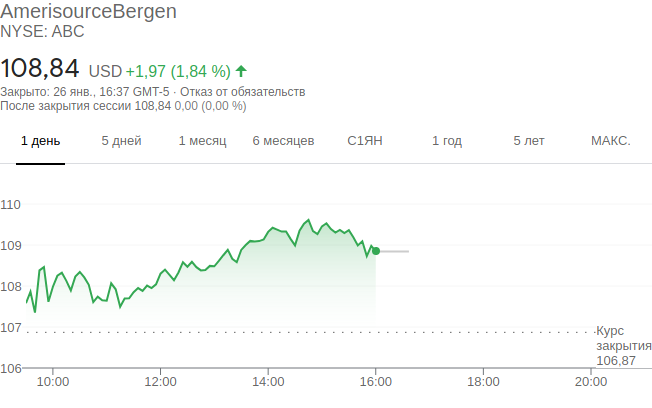 AmerisourceBergen
NYSE: ABC
108,84 USD +1,97 (1,84 %)
Закрыто: 26 янв., 16:37 GMT-5 · Отказ от обязательств
После закрытия сессии 108,84 0,00 (0,00 %)
1 день 5 дней 1 месяц 6 месяцев С1ЯН 1 год 5 лет МАКС.
110
109
108
107
Курс
закрытия
106,87
106
10:00 12:00 14:00 16:00 18:00 20:00